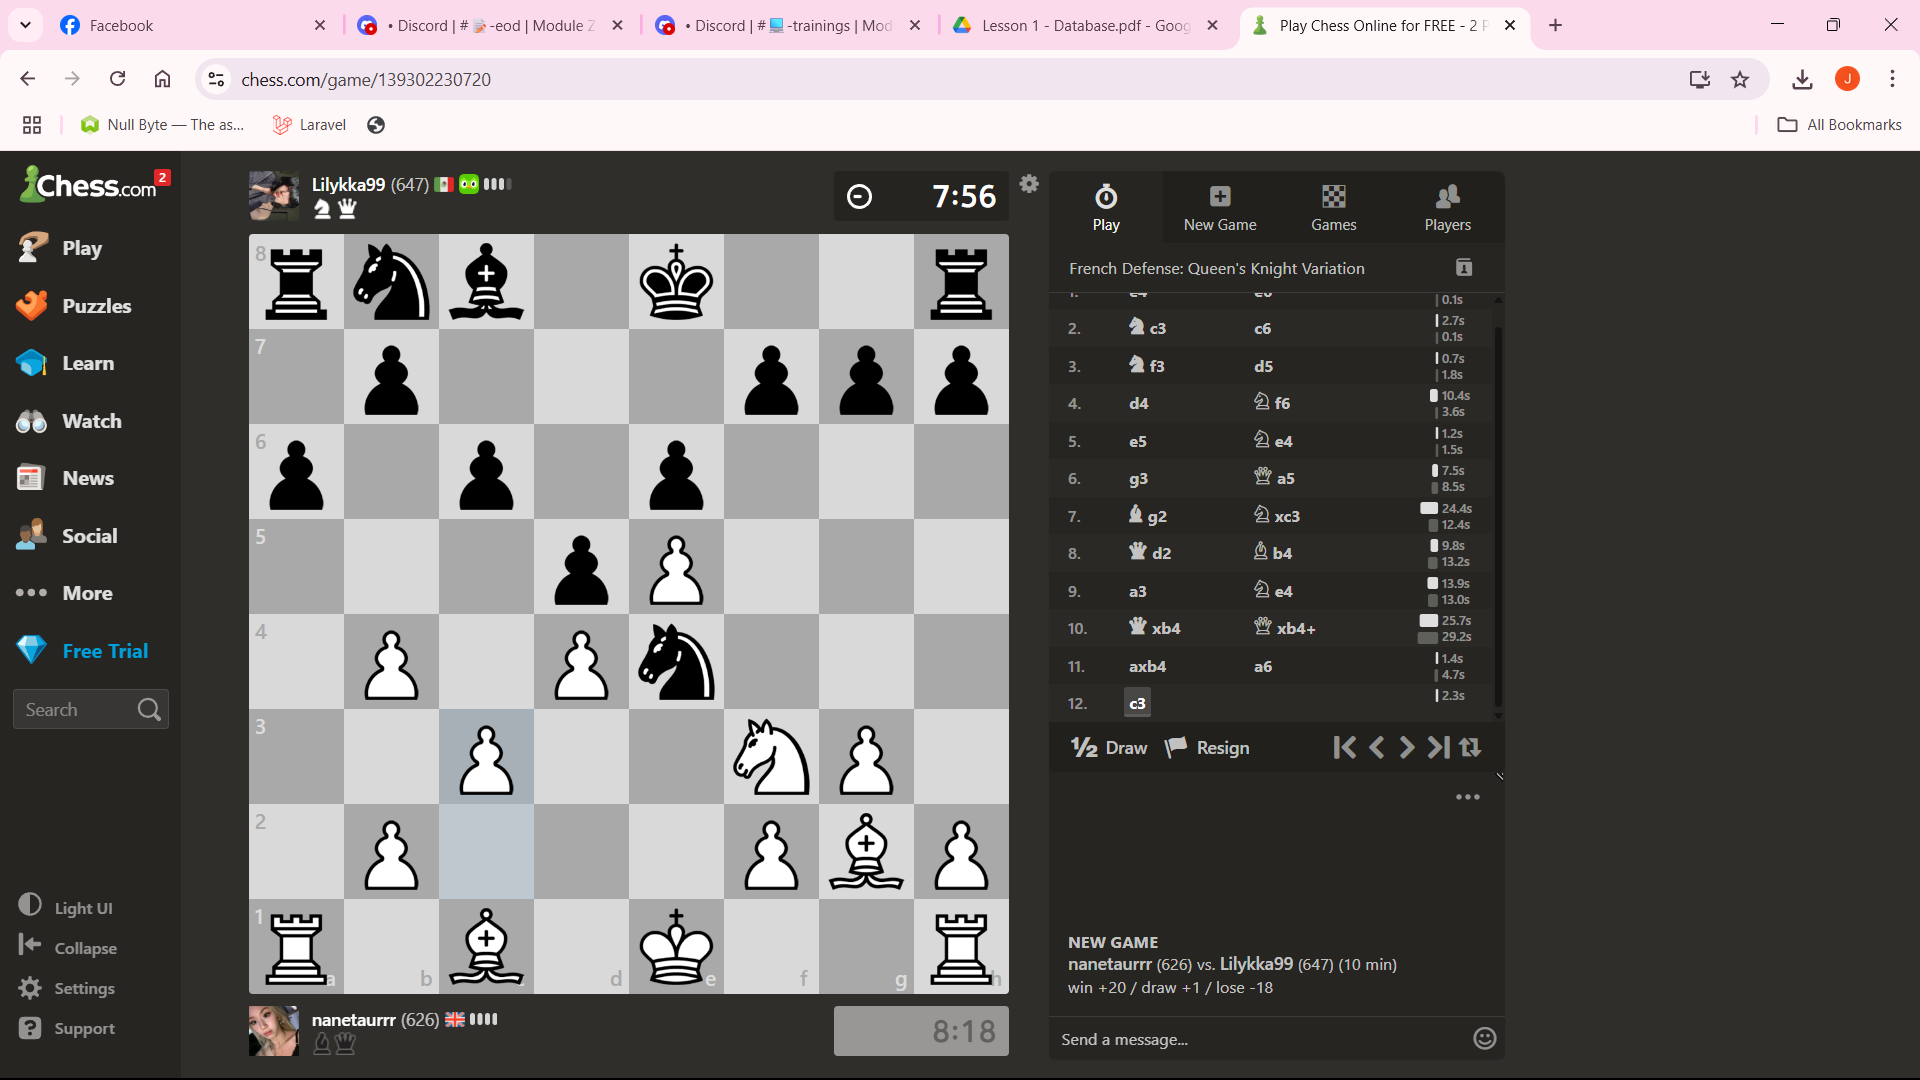 Facebook
• Discord | # -eod | Module Z
• Discord | # -trainings | Mod
Lesson 1 - Database.pdf - Goog
Play Chess Online for FREE - 2 P
chess.com/game/139302230720
J
Null Byte — The as...
Laravel
All Bookmarks
Chess.com
2
Play
Puzzles
Learn
Watch
News
Social
More
Free Trial
Search
Light UI
Collapse
Settings
Support
Lilykka99 (647)
7:56
8
7
6
5
4
3
2
1
a
b
d
e
f
g
h
nanetaurrr (626)
8:18
Play
New Game
Games
Players
French Defense: Queen's Knight Variation
1. e4 e6 0.1s
2. c3 c6 2.7s 0.1s
3. f3 d5 0.7s 1.8s
4. d4 f6 10.4s 3.6s
5. e5 e4 1.2s 1.5s
6. g3 a5 7.5s 8.5s
7. g2 xc3 24.4s 12.4s
8. d2 b4 9.8s 13.2s
9. a3 e4 13.9s 13.0s
10. xb4 xb4+ 25.7s 29.2s
11. axb4 a6 1.4s 4.7s
12. c3 2.3s
½ Draw
Resign
NEW GAME
nanetaurrr (626) vs. Lilykka99 (647) (10 min)
win +20 / draw +1 / lose -18
Send a message...